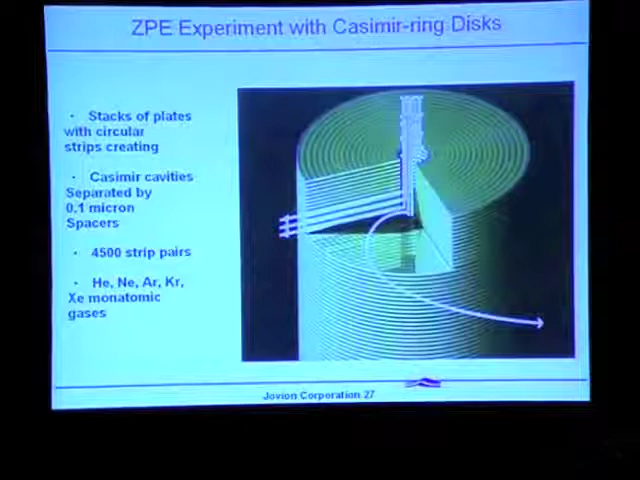 ZPE Experiment with Casimir-ring Disks
· Stacks of plates
with circular
strips creating
· Casimir cavities
Separated by
0.1 micron
Spacers
· 4500 strip pairs
· He, Ne, Ar, Kr,
Xe monatomic
gases
Jovion Corporation 27